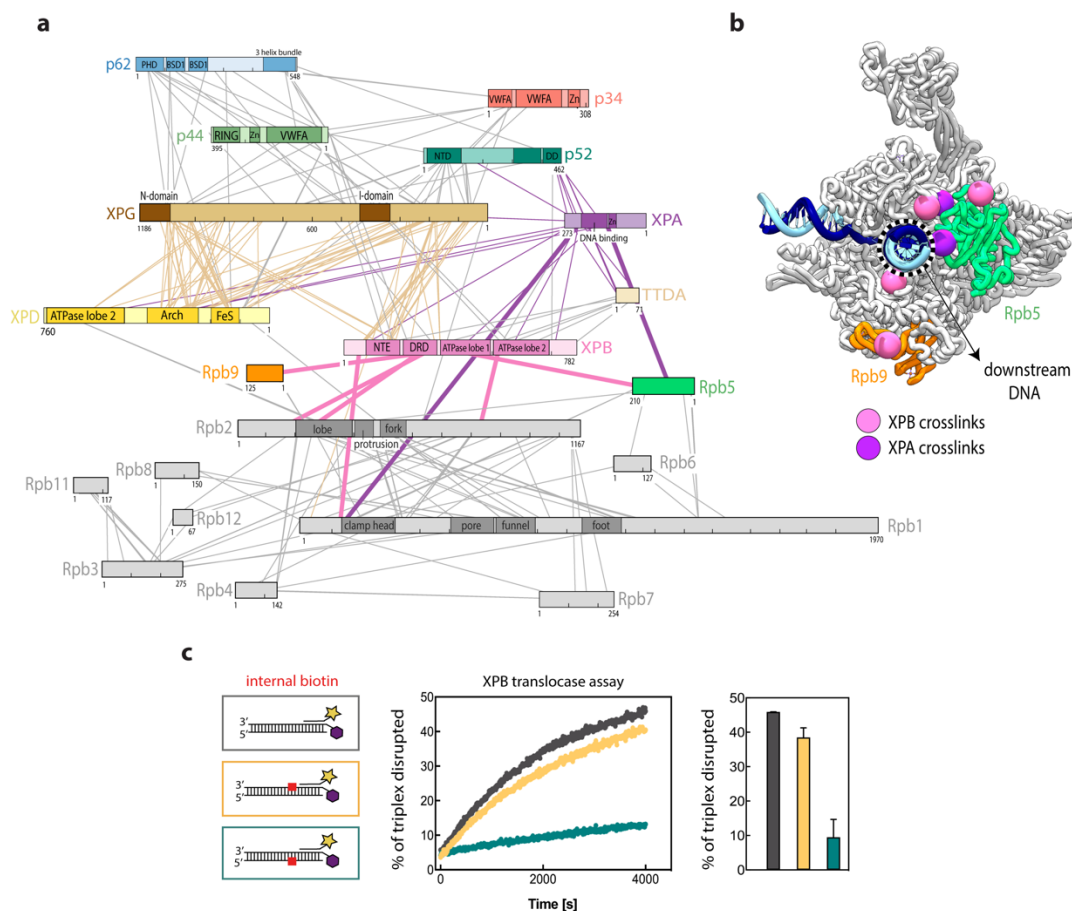 a
3 helix bundle
p62
PHD BSD1 BSD1
1 548
VWFA VWFA Zn p34
1 308
p44 RING Zn VWFA
395 1
NTD DD p52
1 462
N-domain I-domain
XPG
1186 600 1
Zn XPA
273 1
DNA binding
TTDA
1 71
XPD ATPase lobe 2 Arch FeS
760 1
NTE DRD ATPase lobe 1 ATPase lobe 2 XPB
1 782
Rpb9
125 1
Rpb5
210 1
Rpb2 lobe fork
protrusion
1 1167
Rpb8
1 150
Rpb6
1 127
Rpb11
1 117
Rpb12
1 67
clamp head pore funnel foot Rpb1
1 1970
Rpb3
1 275
Rpb4
1 142
Rpb7
1 254
b
Rpb5
Rpb9
downstream
DNA
XPB crosslinks
XPA crosslinks
c
internal biotin
3′
5′
3′
5′
3′
5′
XPB translocase assay
% of triplex disrupted
50
40
30
20
10
0
0 2000 4000
Time [s]
% of triplex disrupted
50
40
30
20
10
0